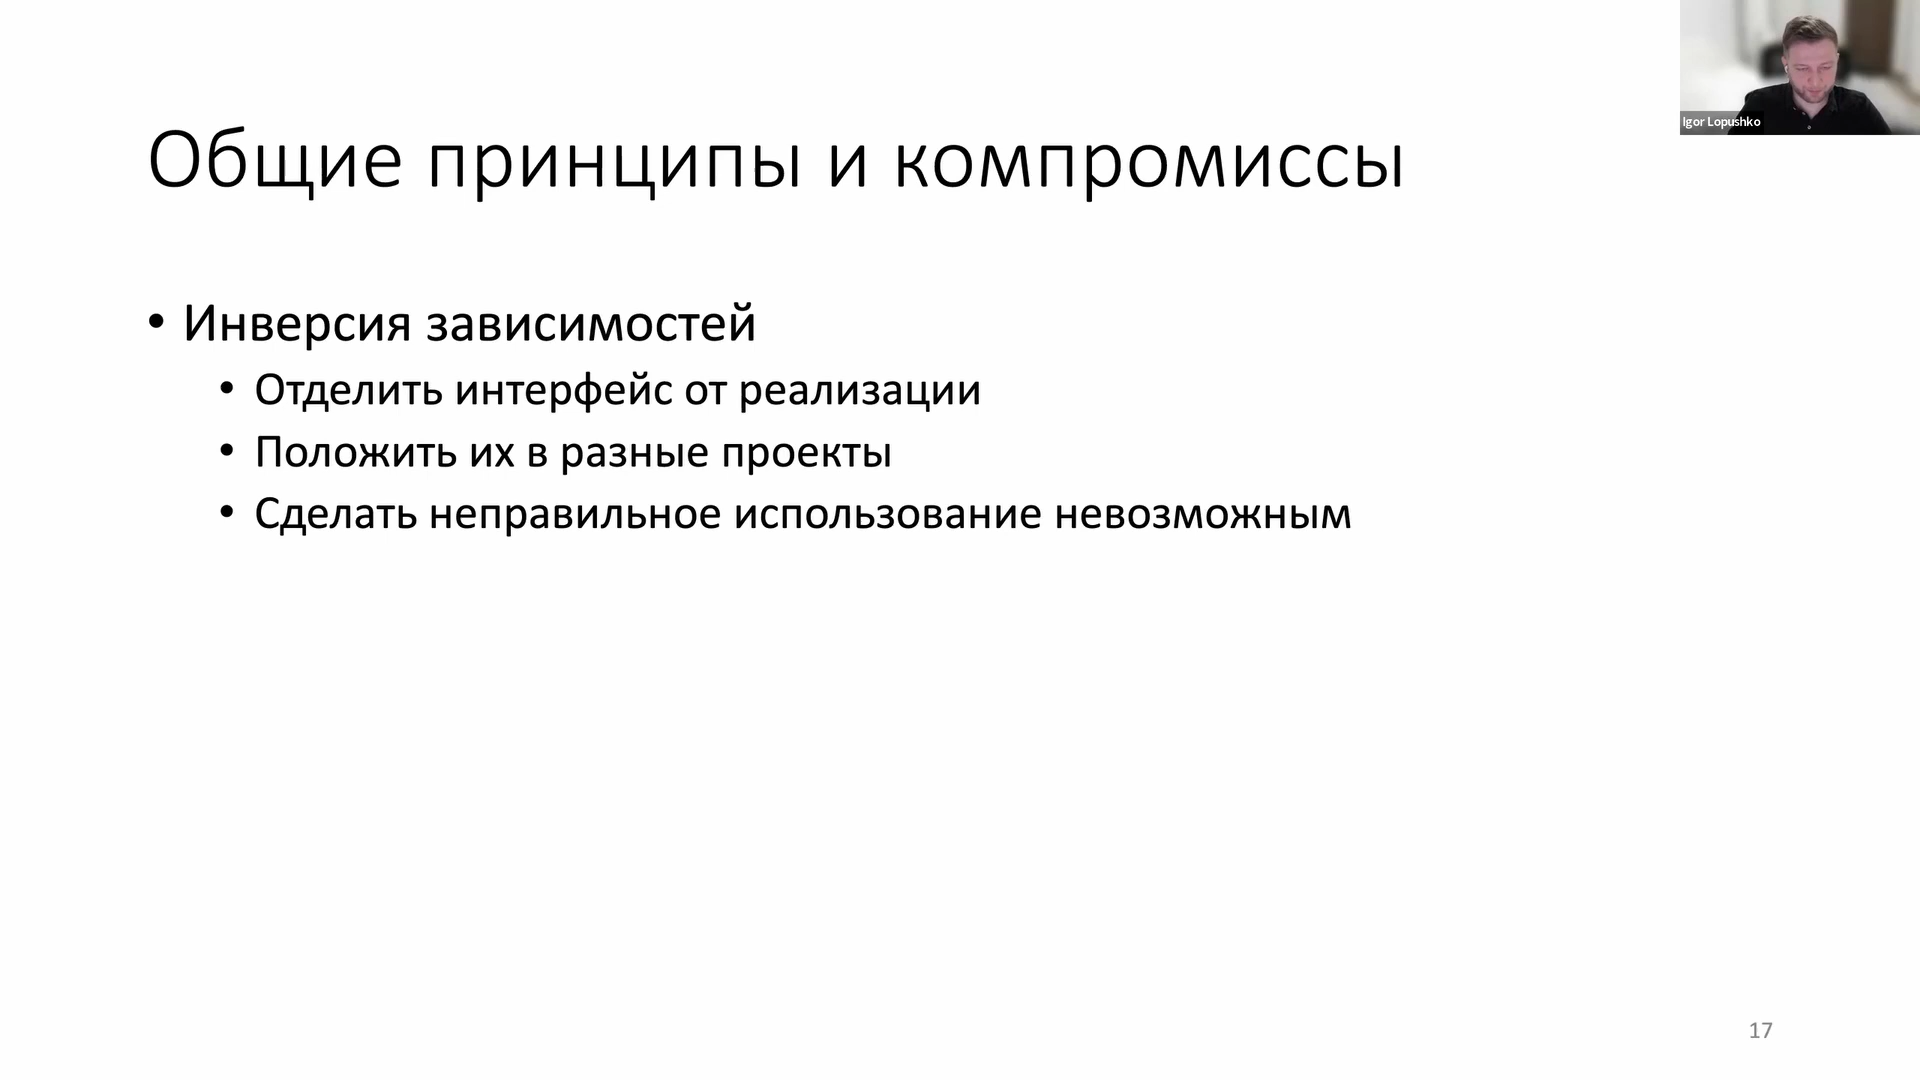 Igor Lopushko
Общие принципы и компромиссы
• Инверсия зависимостей
• Отделить интерфейс от реализации
• Положить их в разные проекты
• Сделать неправильное использование невозможным
17